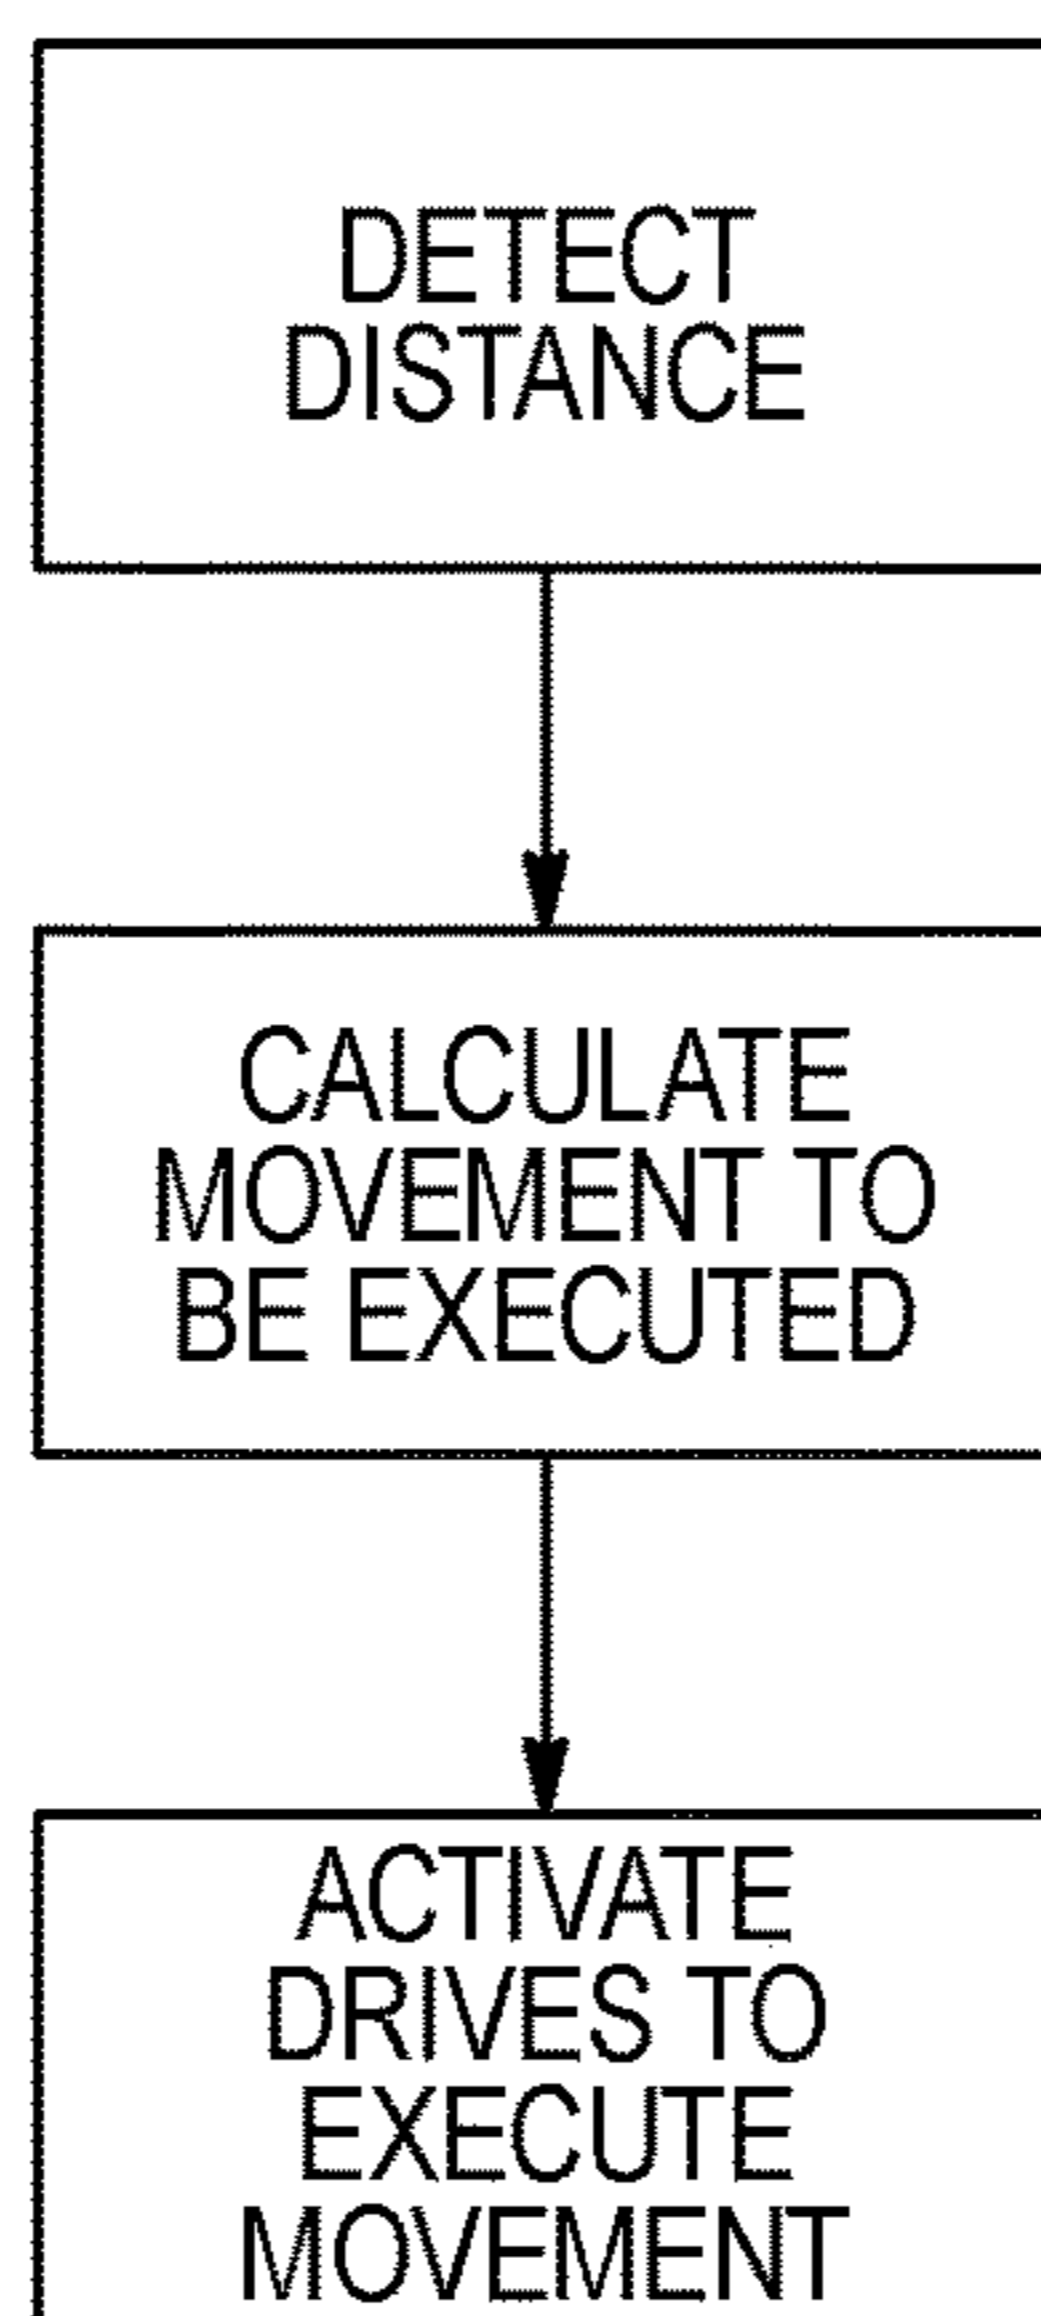 DETECT
DISTANCE
CALCULATE
MOVEMENT TO
BE EXECUTED
ACTIVATE
DRIVES TO
EXECUTE
MOVEMENT